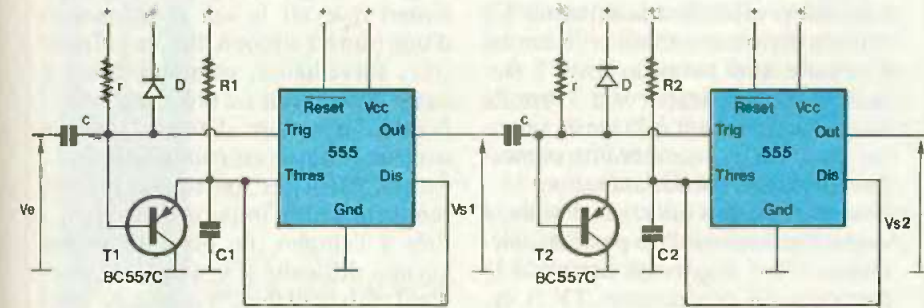 + + + + + + + +
r D R1 r D R2
Reset Vcc Reset Vcc
C Trig Out C Trig Out
555 555
Ve Thres Dis Vs1 Thres Dis Vs2
Gnd Gnd
T1 C1 T2 C2
BC557C BC557C